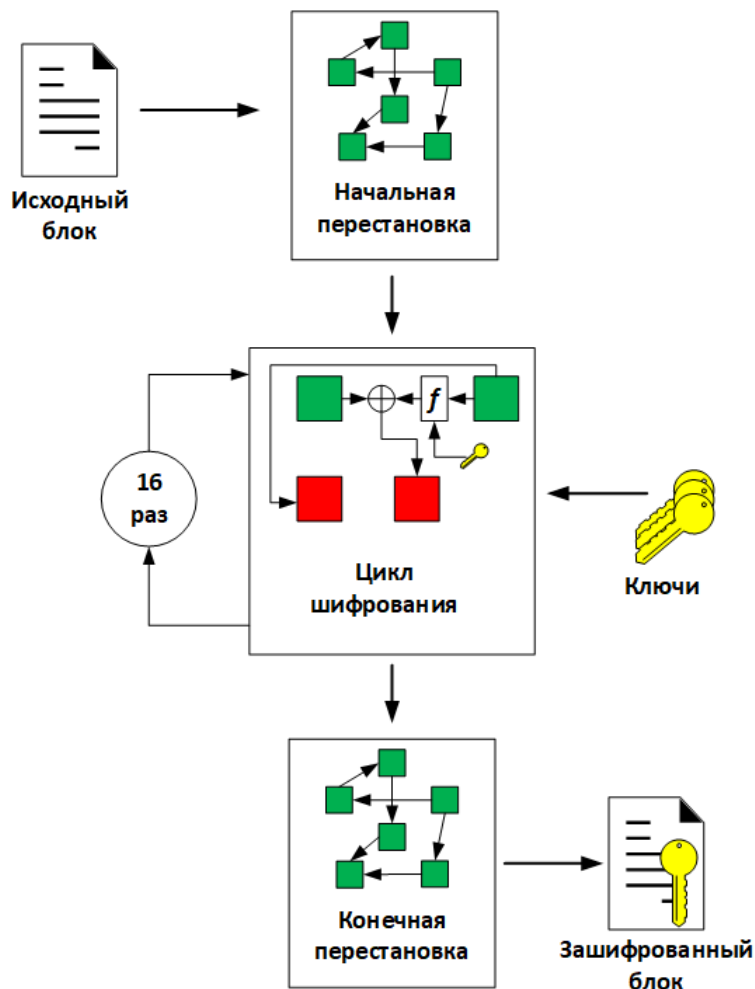 Исходный
блок
Начальная
перестановка
f
16
раз
Цикл
шифрования
Ключи
Конечная
перестановка
Зашифрованный
блок